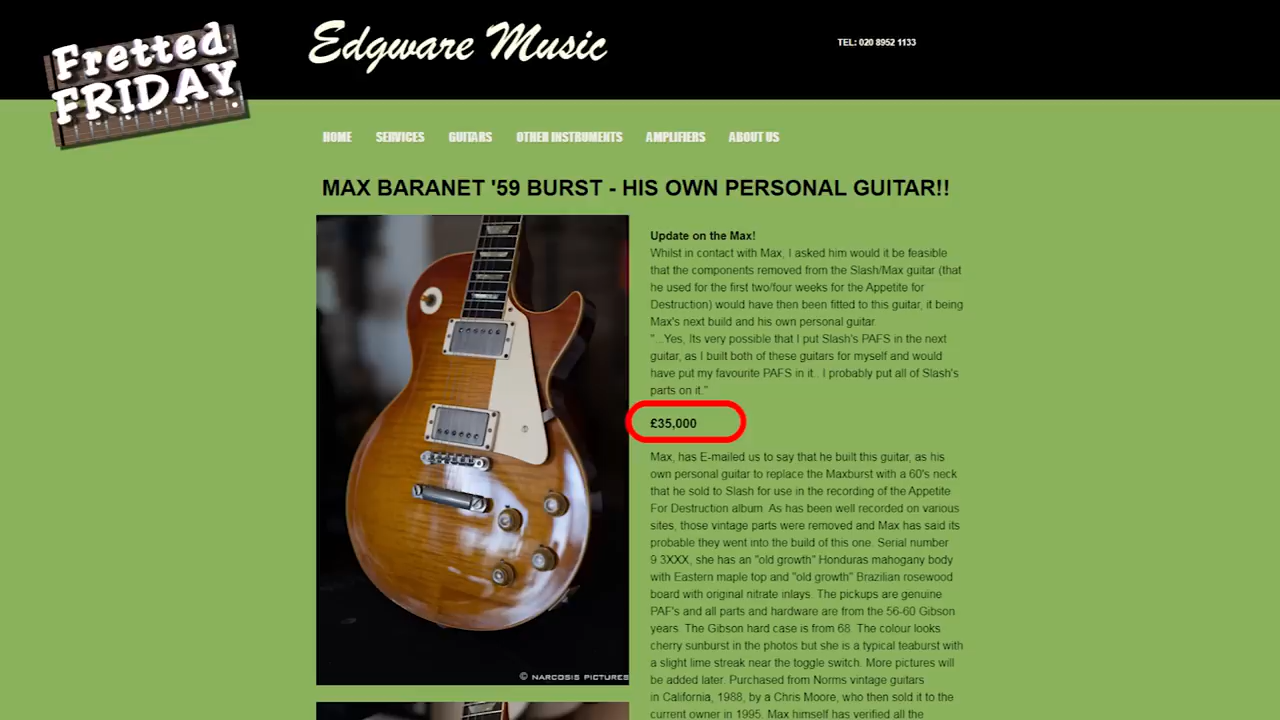 Fretted
FRIDAY
Edgware Music
TEL: 020 8952 1133
HOME SERVICES GUITARS OTHER INSTRUMENTS AMPLIFIERS ABOUT US
MAX BARANET '59 BURST - HIS OWN PERSONAL GUITAR!!
Update on the Max!
Whilst in contact with Max, I asked him would it be feasible
that the components removed from the Slash/Max guitar (that
he used for the first two/four weeks for the Appetite for
Destruction) would have then been fitted to this guitar, it being
Max's next build and his own personal guitar.
"...Yes, Its very possible that I put Slash's PAFS in the next
guitar, as I built both of these guitars for myself and would
have put my favourite PAFS in it.. I probably put all of Slash's
parts on it."
£35,000
Max, has E-mailed us to say that he built this guitar, as his
own personal guitar to replace the Maxburst with a 60's neck
that he sold to Slash for use in the recording of the Appetite
For Destruction album. As has been well recorded on various
sites, those vintage parts were removed and Max has said its
probable they went into the build of this one. Serial number
9 3XXX, she has an "old growth" Honduras mahogany body
with Eastern maple top and "old growth" Brazilian rosewood
board with original nitrate inlays. The pickups are genuine
PAF's and all parts and hardware are from the 56-60 Gibson
years. The Gibson hard case is from 68. The colour looks
cherry sunburst in the photos but she is a typical teaburst with
a slight lime streak near the toggle switch. More pictures will
be added later. Purchased from Norms vintage guitars
in California, 1988, by a Chris Moore, who then sold it to the
current owner in 1995. Max himself has verified all the
© NARCOSIS PICTURES